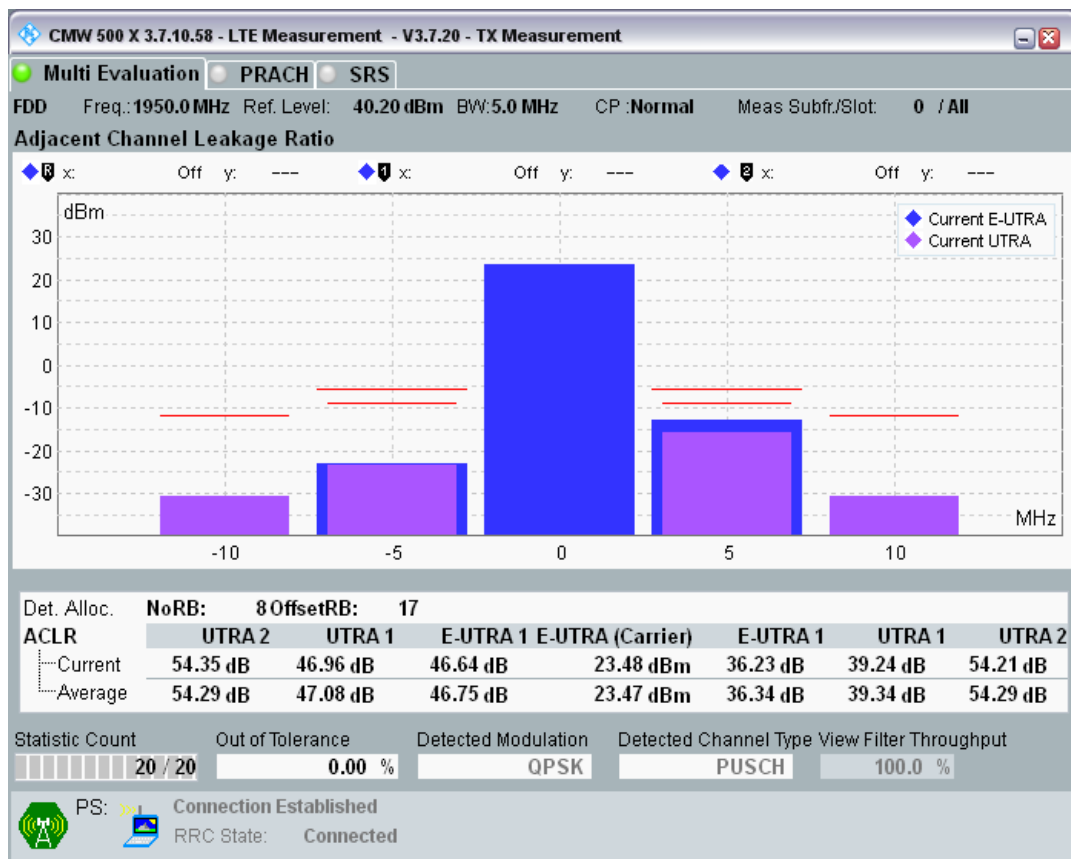 CMW 500 X 3.7.10.58 - LTE Measurement - V3.7.20 - TX Measurement
Multi Evaluation PRACH SRS
FDD Freq.: 1950.0 MHz Ref. Level: 40.20 dBm BW: 5.0 MHz CP : Normal Meas Subfr./Slot: 0 / All
Adjacent Channel Leakage Ratio
R x: Off y: --- 1 x: Off y: --- 2 x: Off y: ---
dBm
Current E-UTRA
Current UTRA
30
20
10
0
-10
-20
-30
MHz
-10 -5 0 5 10
Det. Alloc. NoRB: 8 OffsetRB: 17
ACLR UTRA 2 UTRA 1 E-UTRA 1 E-UTRA (Carrier) E-UTRA 1 UTRA 1 UTRA 2
Current 54.35 dB 46.96 dB 46.64 dB 23.48 dBm 36.23 dB 39.24 dB 54.21 dB
Average 54.29 dB 47.08 dB 46.75 dB 23.47 dBm 36.34 dB 39.34 dB 54.29 dB
Statistic Count Out of Tolerance Detected Modulation Detected Channel Type View Filter Throughput
20 / 20 0.00 % QPSK PUSCH 100.0 %
PS: Connection Established
RRC State: Connected